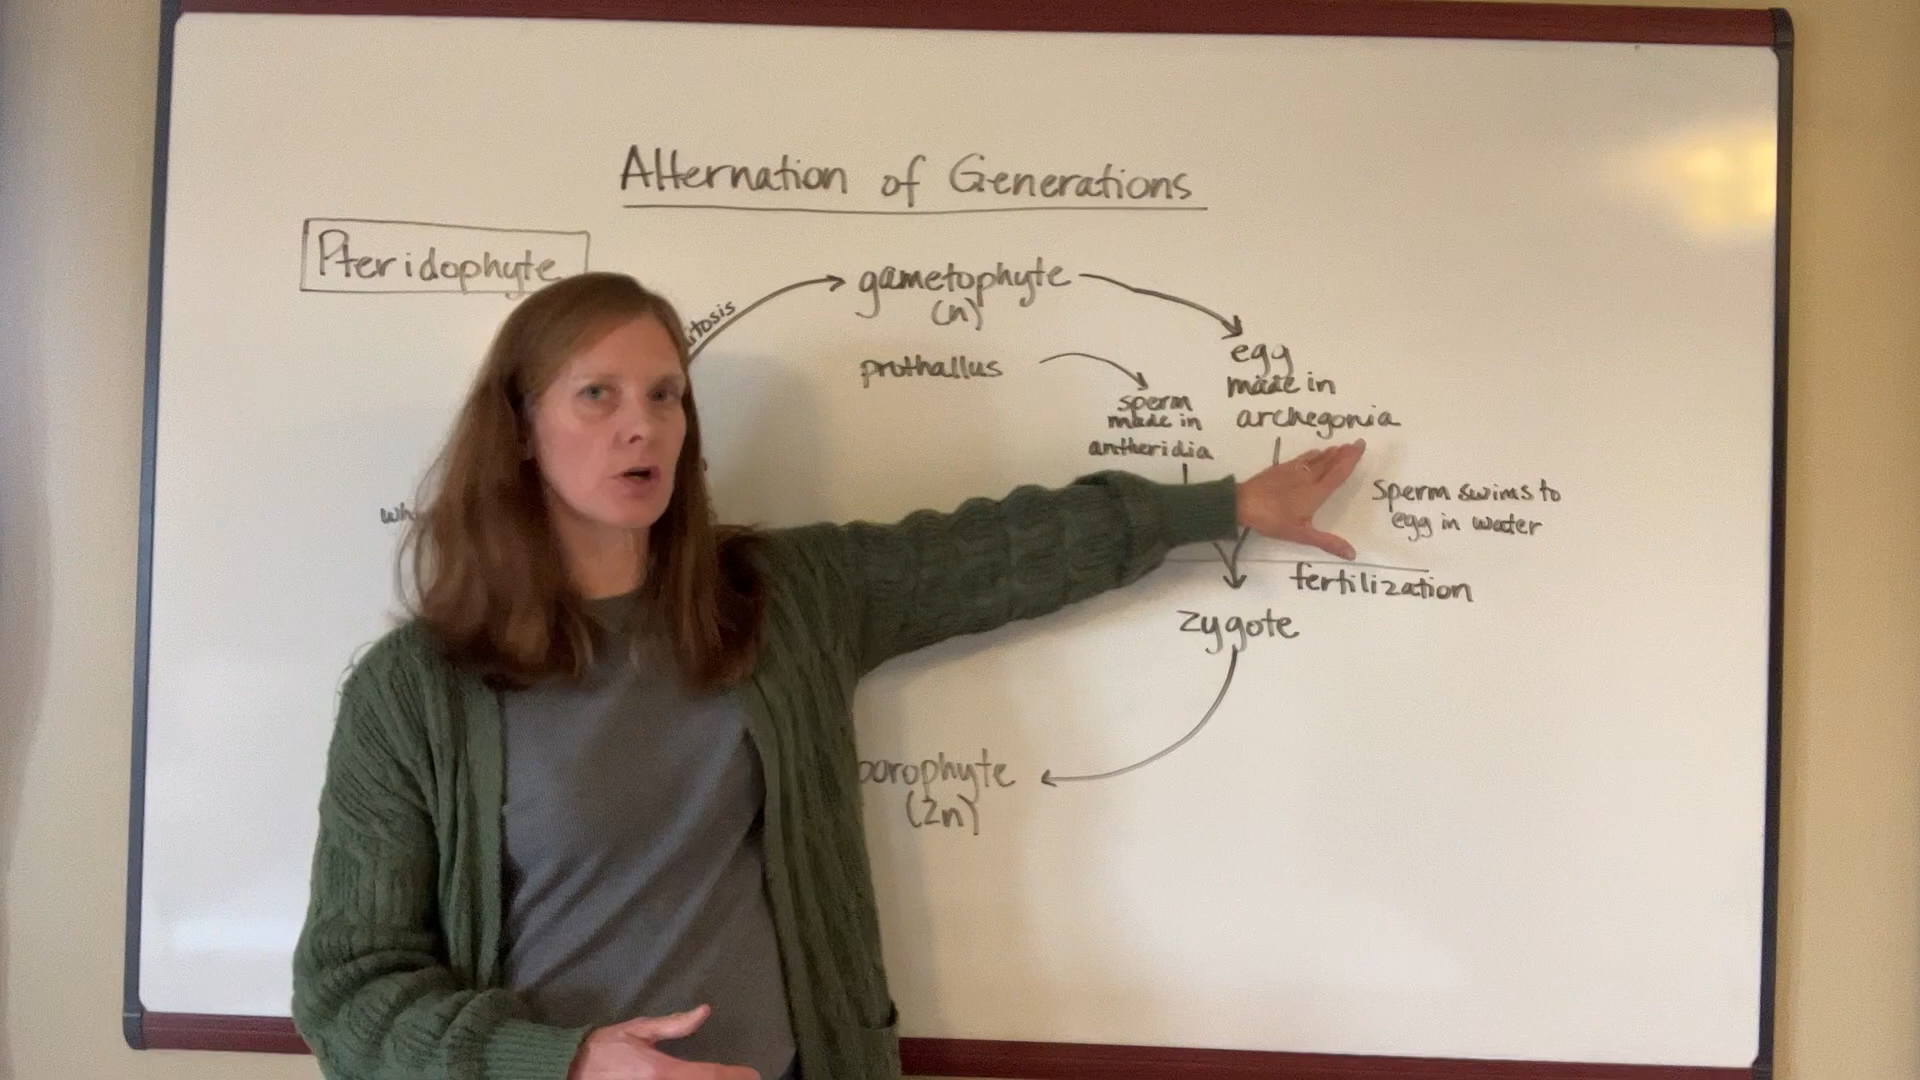 Alternation of Generations
Pteridophyte
gametophyte
(n)
prothallus
egg
made in
archegonia
sperm
made in
antheridia
sperm swims to
egg in water
fertilization
zygote
(2n)